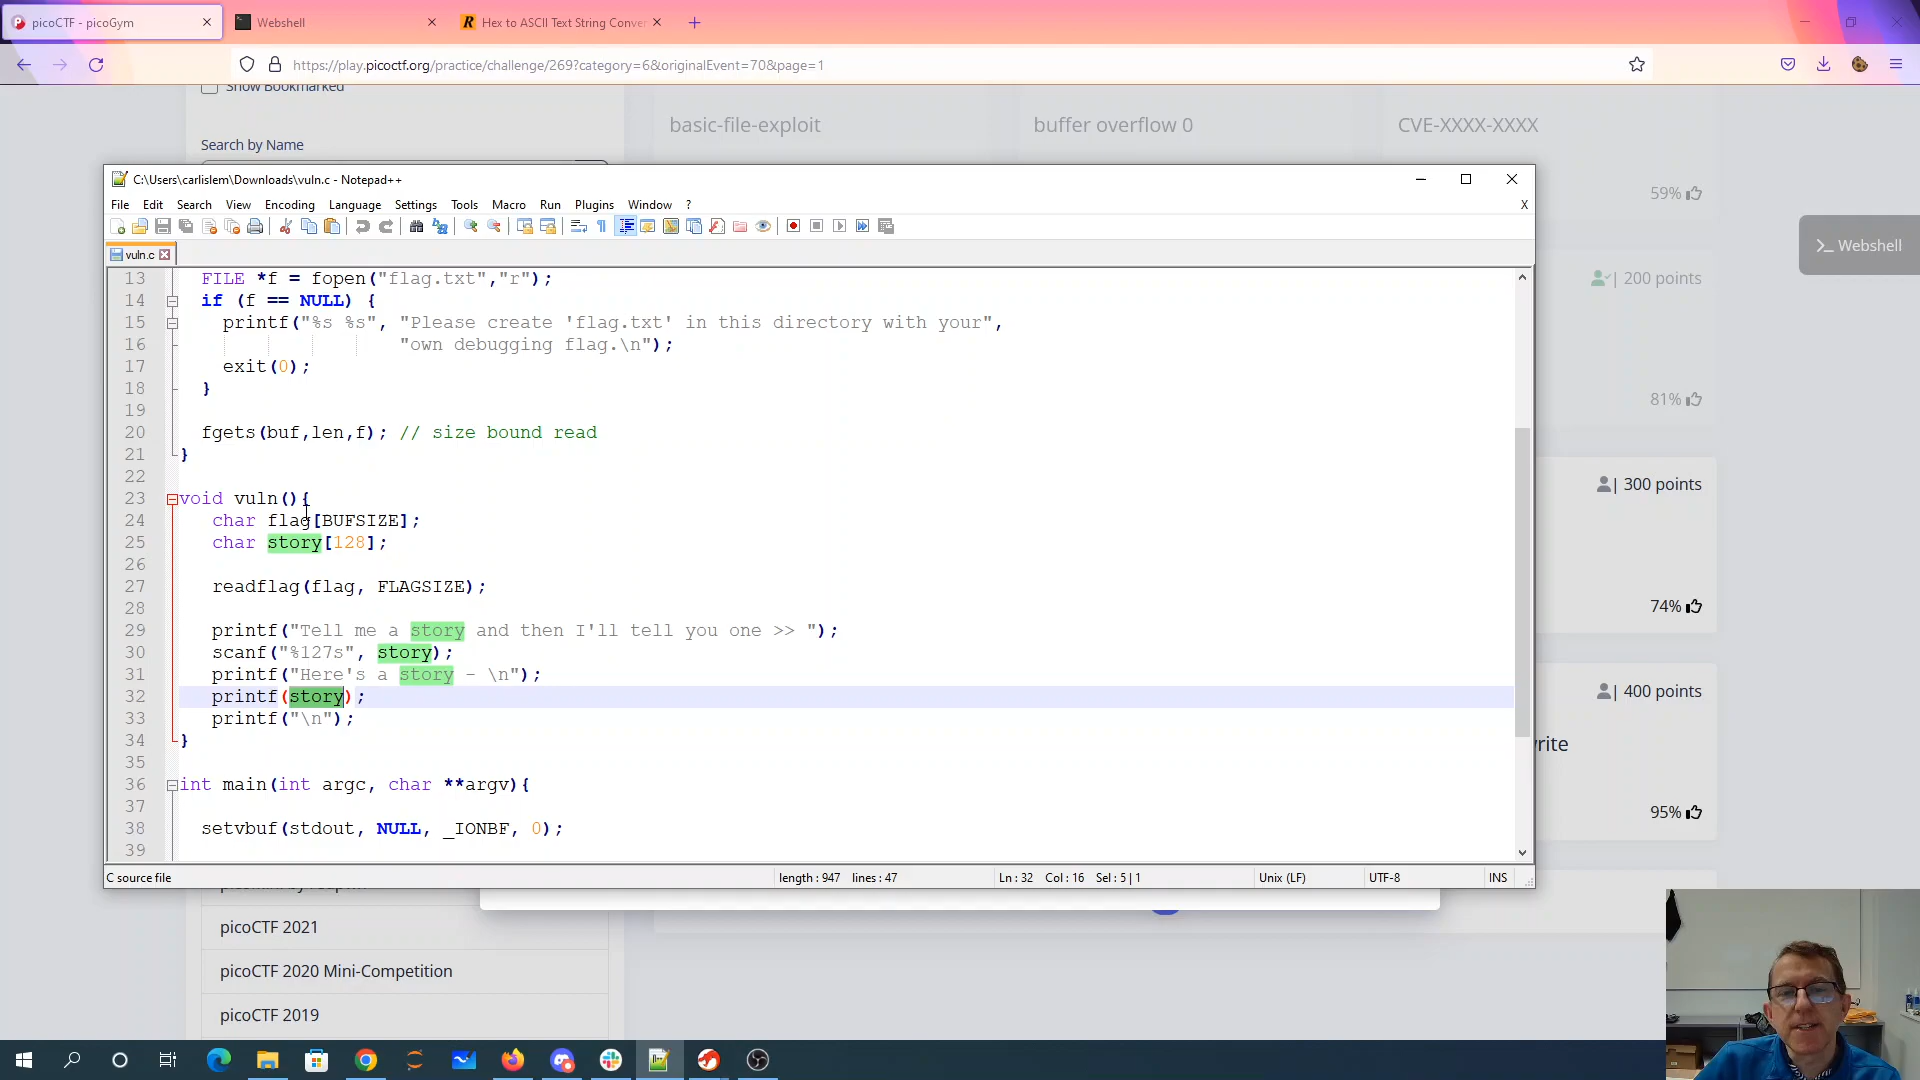 picoCTF - picoGym
Webshell
R Hex to ASCII Text String Conver
https://play.picoctf.org/practice/challenge/269?category=6&originalEvent=70&page=1
Show Bookmarked
Search by Name
basic-file-exploit
buffer overflow 0
CVE-XXXX-XXXX
59%
>_ Webshell
| 200 points
81%
| 300 points
74%
| 400 points
rite
95%
C:\Users\carlislem\Downloads\vuln.c - Notepad++
File Edit Search View Encoding Language Settings Tools Macro Run Plugins Window ? X
vuln.c
13 FILE *f = fopen("flag.txt","r");
14 if (f == NULL) {
15 printf("%s %s", "Please create 'flag.txt' in this directory with your",
16 "own debugging flag.\n");
17 exit(0);
18 }
19
20 fgets(buf,len,f); // size bound read
21 }
22
23 void vuln(){
24 char flag[BUFSIZE];
25 char story[128];
26
27 readflag(flag, FLAGSIZE);
28
29 printf("Tell me a story and then I'll tell you one >> ");
30 scanf("%127s", story);
31 printf("Here's a story - \n");
32 printf(story);
33 printf("\n");
34 }
35
36 int main(int argc, char **argv){
37
38 setvbuf(stdout, NULL, _IONBF, 0);
39
C source file length : 947 lines : 47 Ln : 32 Col : 16 Sel : 5 | 1 Unix (LF) UTF-8 INS
picoCTF 2021
picoCTF 2020 Mini-Competition
picoCTF 2019